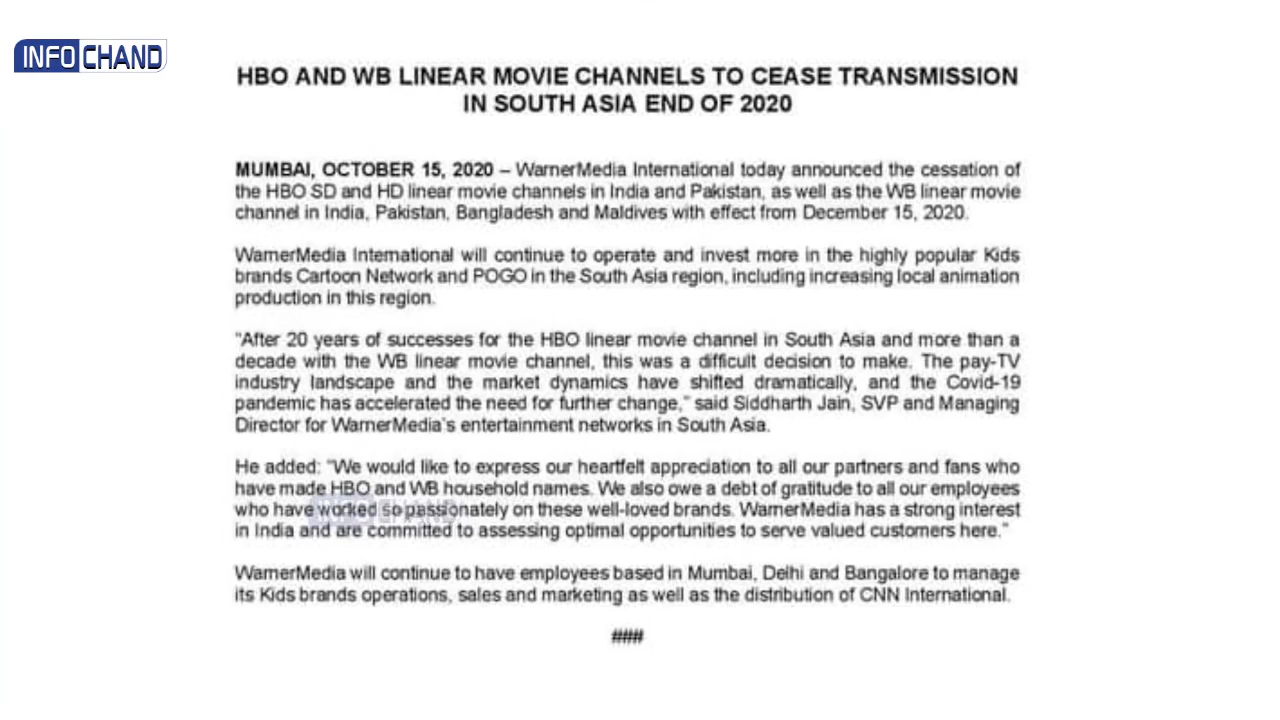 INFO CHAND
HBO AND WB LINEAR MOVIE CHANNELS TO CEASE TRANSMISSION
IN SOUTH ASIA END OF 2020
MUMBAI, OCTOBER 15, 2020 – WarnerMedia International today announced the cessation of
the HBO SD and HD linear movie channels in India and Pakistan, as well as the WB linear movie
channel in India, Pakistan, Bangladesh and Maldives with effect from December 15, 2020.
WarnerMedia International will continue to operate and invest more in the highly popular Kids
brands Cartoon Network and POGO in the South Asia region, including increasing local animation
production in this region.
"After 20 years of successes for the HBO linear movie channel in South Asia and more than a
decade with the WB linear movie channel, this was a difficult decision to make. The pay-TV
industry landscape and the market dynamics have shifted dramatically, and the Covid-19
pandemic has accelerated the need for further change," said Siddharth Jain, SVP and Managing
Director for WarnerMedia's entertainment networks in South Asia.
He added: "We would like to express our heartfelt appreciation to all our partners and fans who
have made HBO and WB household names. We also owe a debt of gratitude to all our employees
who have worked so passionately on these well-loved brands. WarnerMedia has a strong interest
INFO CHAND
in India and are committed to assessing optimal opportunities to serve valued customers here."
WarnerMedia will continue to have employees based in Mumbai, Delhi and Bangalore to manage
its Kids brands operations, sales and marketing as well as the distribution of CNN International.
###